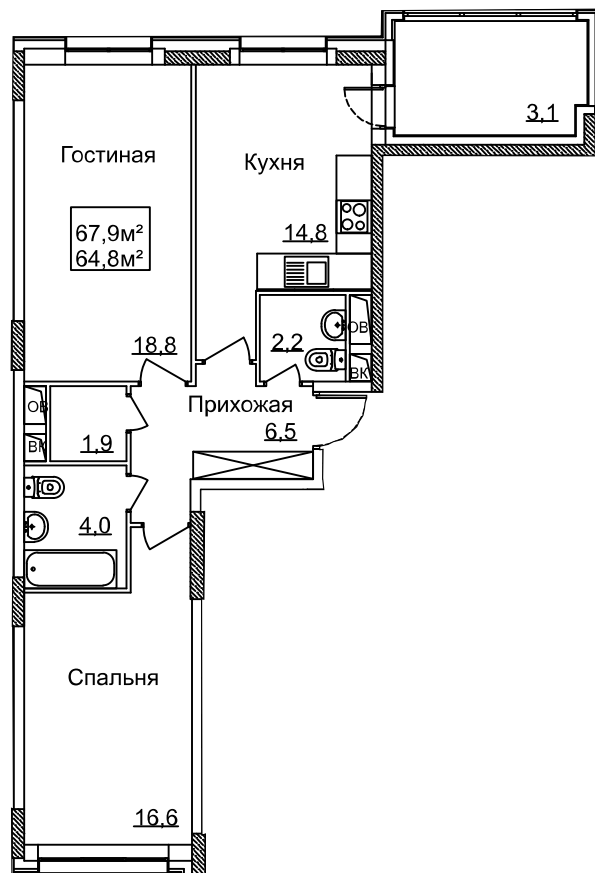 3,1
Гостиная
Кухня
67,9м²
64,8м²
14,8
18,8
2,2
ОВ
ВК
Прихожая
6,5
ОВ
ВК
1,9
4,0
Спальня
16,6